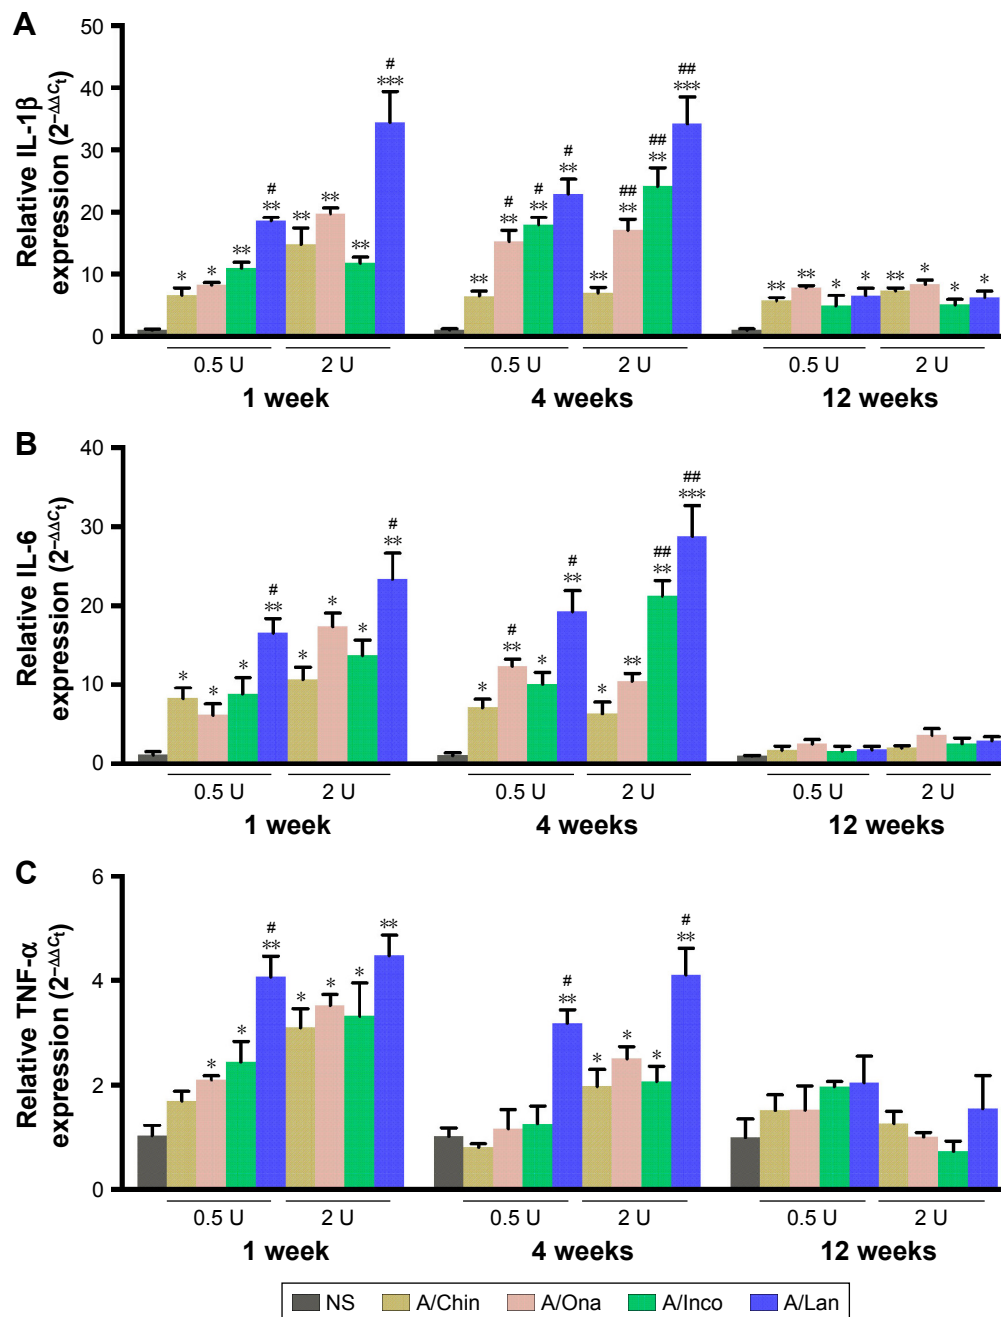 A
Relative IL-1β
expression (2⁻ΔΔCt)
50
40
30
20
10
0
* * ** ** # ** ** ** *** #
** ** # ** # ** # ** ** ## ** ## *** ##
** ** * * ** * * *
0.5 U 2 U 0.5 U 2 U 0.5 U 2 U
1 week 4 weeks 12 weeks
B
Relative IL-6
expression (2⁻ΔΔCt)
40
30
20
10
0
* * * ** # * * * ** #
* ** # * ** # * ** ** ## *** ##
0.5 U 2 U 0.5 U 2 U 0.5 U 2 U
1 week 4 weeks 12 weeks
C
Relative TNF-α
expression (2⁻ΔΔCt)
6
4
2
0
* * ** # * * * **
** # * * * ** #
0.5 U 2 U 0.5 U 2 U 0.5 U 2 U
1 week 4 weeks 12 weeks
NS A/Chin A/Ona A/Inco A/Lan